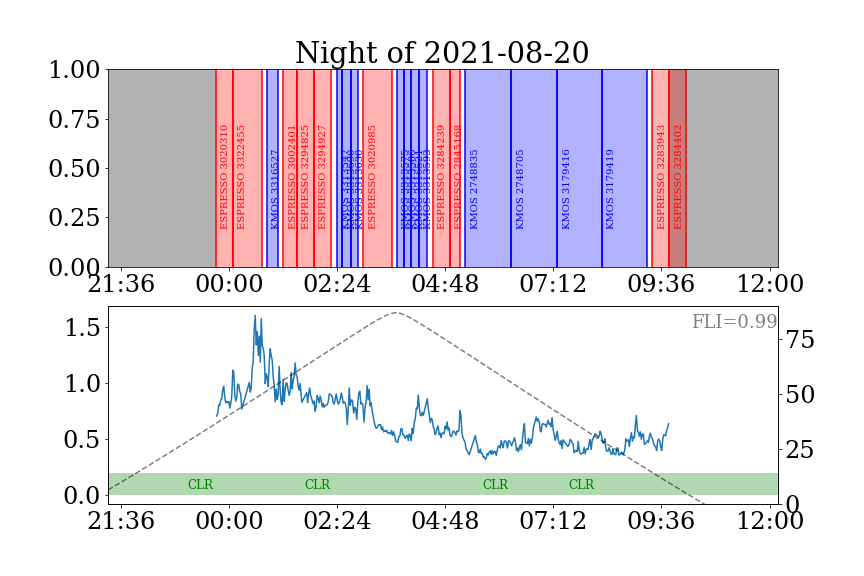 Night of 2021-08-20
1.00
0.75
0.50
0.25
0.00
ESPRESSO 3020310
ESPRESSO 3322455
KMOS 3316527
ESPRESSO 3002401
ESPRESSO 3294825
ESPRESSO 3294927
ESPRESSO 3020985
KMOS 3313593
ESPRESSO 3284239
ESPRESSO 2845168
KMOS 2748835
KMOS 2748705
KMOS 3179416
KMOS 3179419
ESPRESSO 3283943
ESPRESSO 3284402
21:36 00:00 02:24 04:48 07:12 09:36 12:00
FLI=0.99
1.5
1.0
0.5
0.0
75
50
25
0
CLR CLR CLR CLR
21:36 00:00 02:24 04:48 07:12 09:36 12:00